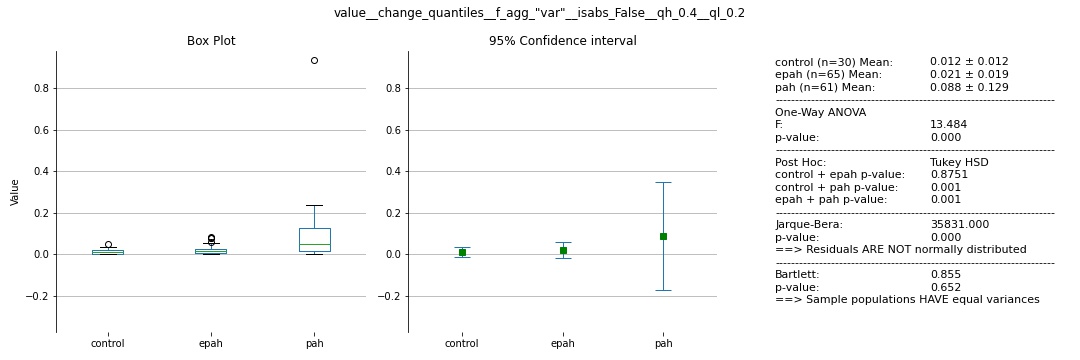 value__change_quantiles__f_agg_"var"__isabs_False__qh_0.4__ql_0.2
Box Plot
Value
0.8
0.6
0.4
0.2
0.0
−0.2
control epah pah
95% Confidence interval
0.8
0.6
0.4
0.2
0.0
−0.2
control epah pah
control (n=30) Mean: 0.012 ± 0.012
epah (n=65) Mean: 0.021 ± 0.019
pah (n=61) Mean: 0.088 ± 0.129
One-Way ANOVA
F: 13.484
p-value: 0.000
Post Hoc: Tukey HSD
control + epah p-value: 0.8751
control + pah p-value: 0.001
epah + pah p-value: 0.001
Jarque-Bera: 35831.000
p-value: 0.000
==> Residuals ARE NOT normally distributed
Bartlett: 0.855
p-value: 0.652
==> Sample populations HAVE equal variances